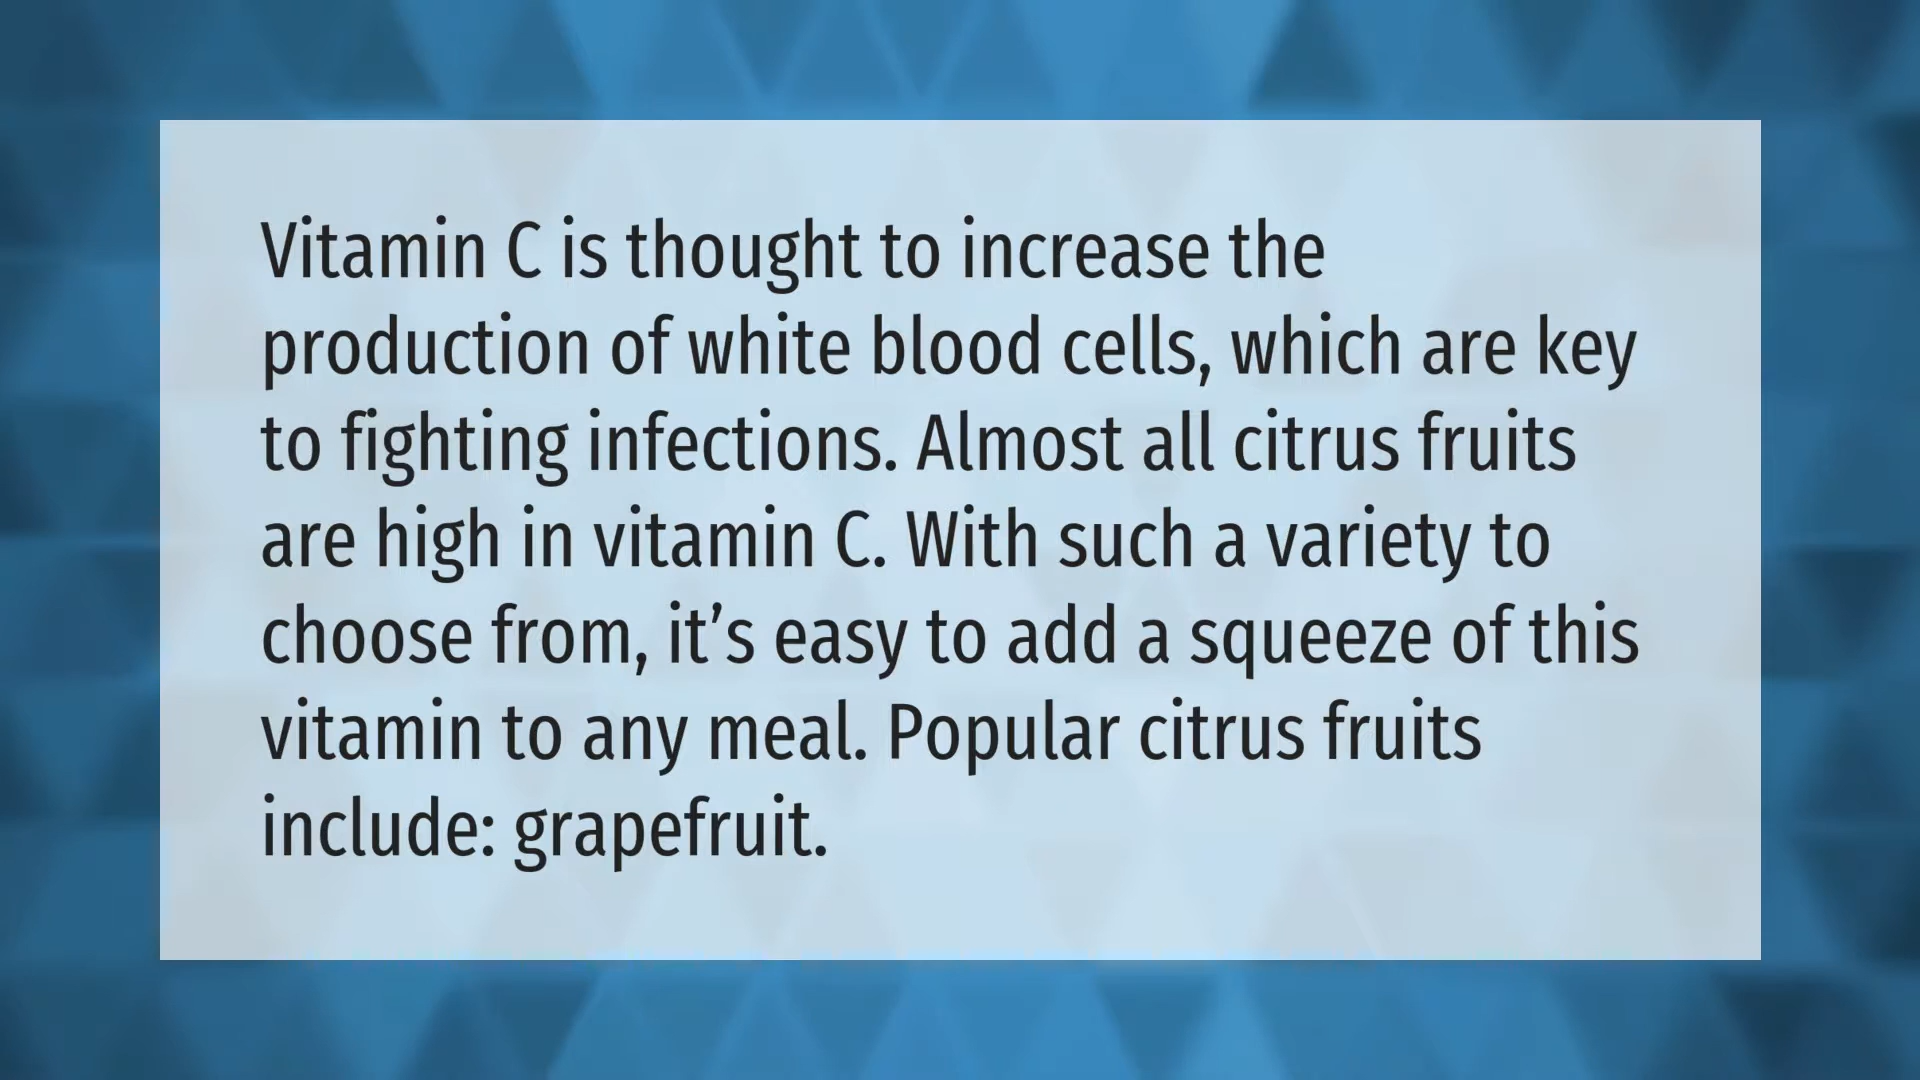 Vitamin C is thought to increase the
production of white blood cells, which are key
to fighting infections. Almost all citrus fruits
are high in vitamin C. With such a variety to
choose from, it’s easy to add a squeeze of this
vitamin to any meal. Popular citrus fruits
include: grapefruit.